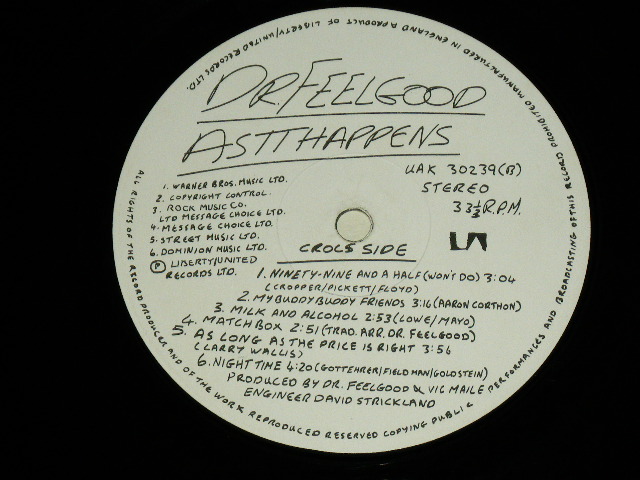 ALL RIGHTS OF THE RECORD PRODUCER AND OF THE WORK REPRODUCED RESERVED COPYING PUBLIC PERFORMANCES AND BROADCASTING OF THIS RECORD PROHIBITED MANUFACTURED IN ENGLAND A PRODUCT OF LIBERTY/UNITED RECORDS LTD.
DR. FEELGOOD
AS IT HAPPENS
UAK 30239(B)
STEREO
33⅓ R.P.M.
UA
1. WARNER BROS. MUSIC LTD.
2. COPYRIGHT CONTROL.
3. ROCK MUSIC CO.
LTD MESSAGE CHOICE LTD.
4. MESSAGE CHOICE LTD.
5. STREET MUSIC LTD.
6. DOMINION MUSIC LTD.
Ⓟ LIBERTY/UNITED
RECORDS LTD.
CROCS SIDE
1. NINETY-NINE AND A HALF (WON'T DO) 3:04
(CROPPER/PICKETT/FLOYD)
2. MY BUDDY BUDDY FRIENDS 3:16 (AARON CORTHON)
3. MILK AND ALCOHOL 2:53 (LOWE/MAYO)
4. MATCHBOX 2:51 (TRAD. ARR. DR. FEELGOOD)
5. AS LONG AS THE PRICE IS RIGHT 3:56
(LARRY WALLIS)
6. NIGHT TIME 4:20 (GOTTEHRER/FIELDMAN/GOLDSTEIN)
PRODUCED BY DR. FEELGOOD & VIC MAILE
ENGINEER DAVID STRICKLAND